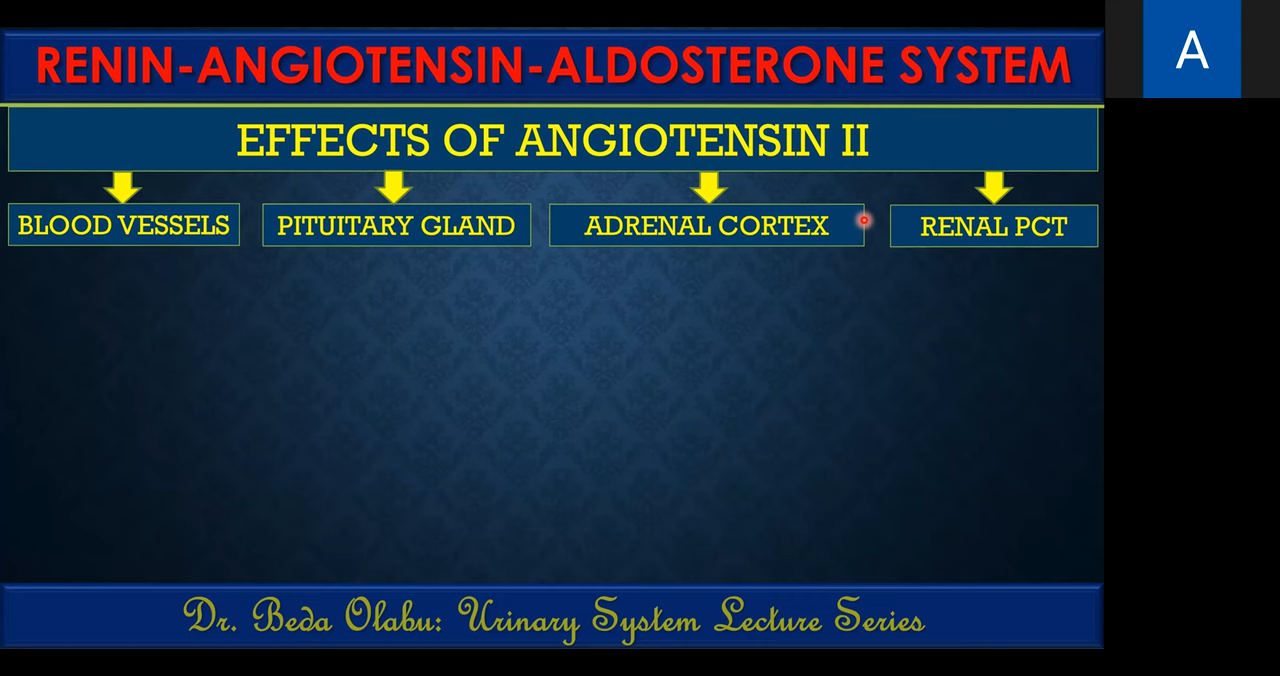 RENIN-ANGIOTENSIN-ALDOSTERONE SYSTEM
A
EFFECTS OF ANGIOTENSIN II
BLOOD VESSELS
PITUITARY GLAND
ADRENAL CORTEX
RENAL PCT
Dr. Beda Olabu: Urinary System Lecture Series